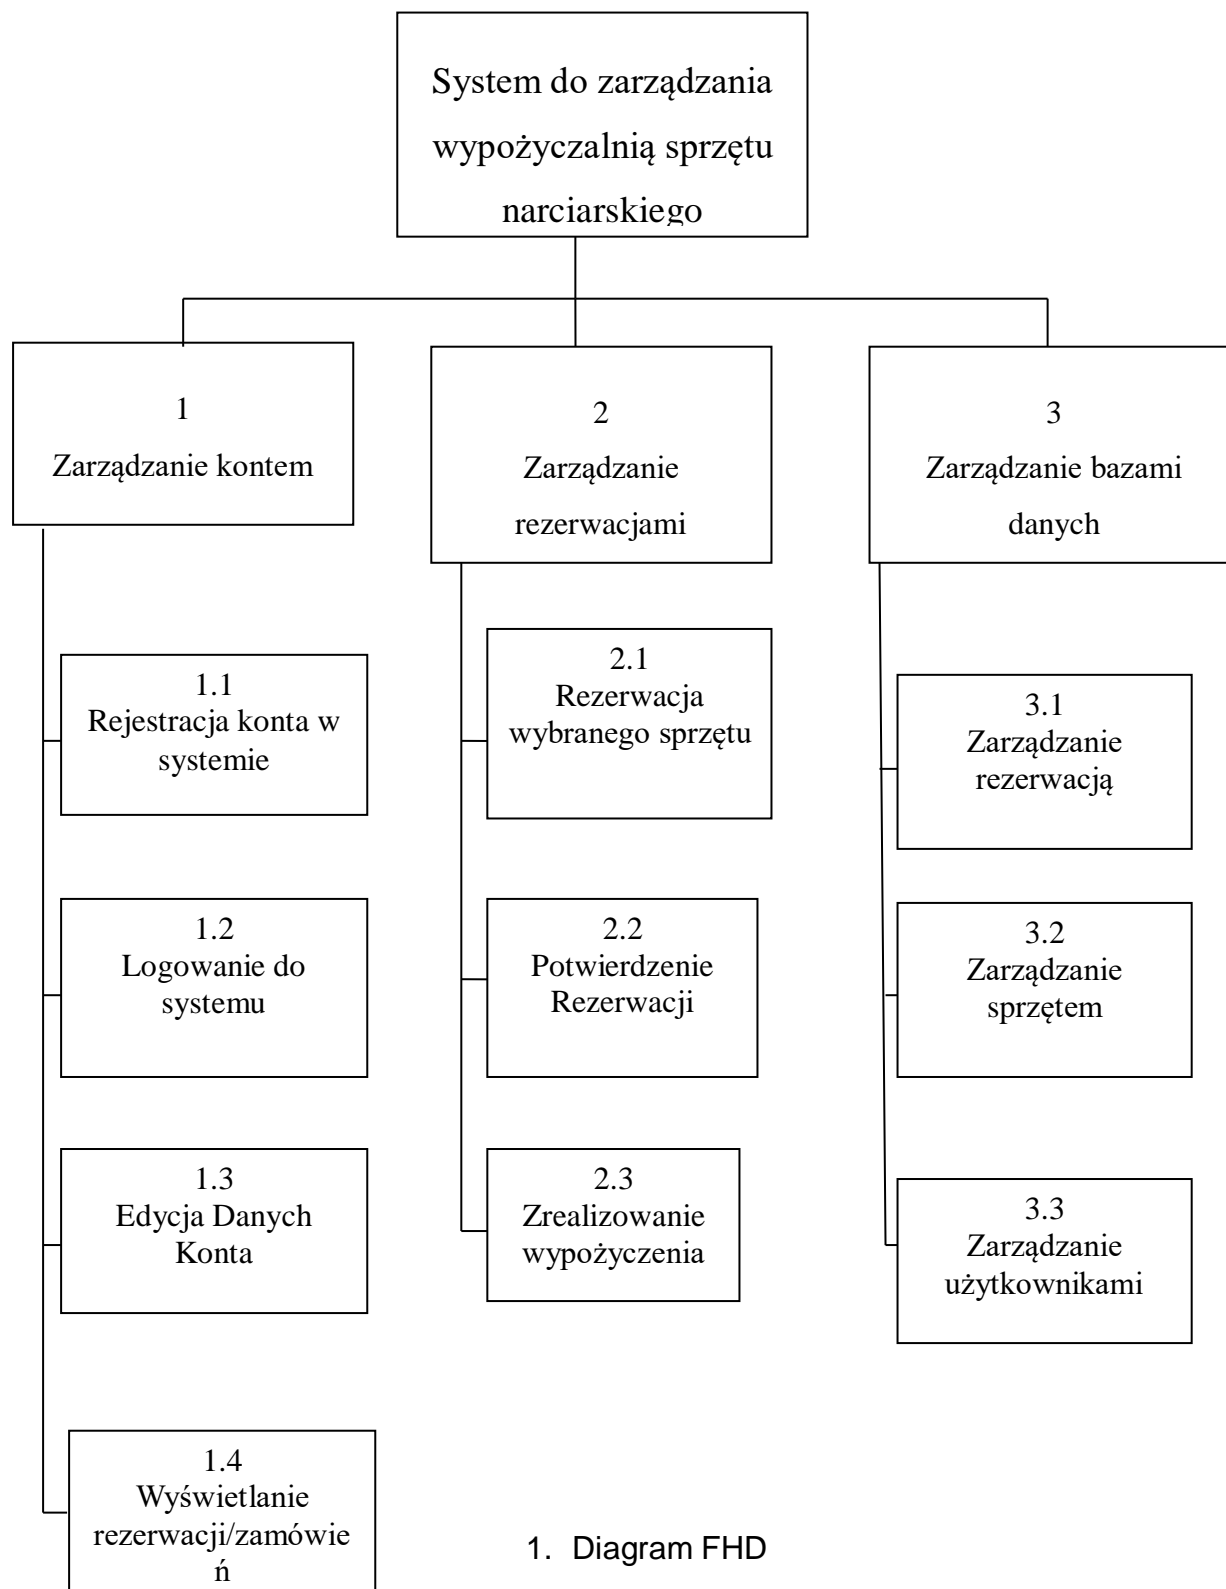 System do zarządzania
wypożyczalnią sprzętu
narciarskiego
1
Zarządzanie kontem
2
Zarządzanie
rezerwacjami
3
Zarządzanie bazami
danych
1.1
Rejestracja konta w
systemie
1.2
Logowanie do
systemu
1.3
Edycja Danych
Konta
1.4
Wyświetlanie
rezerwacji/zamówie
ń
2.1
Rezerwacja
wybranego sprzętu
2.2
Potwierdzenie
Rezerwacji
2.3
Zrealizowanie
wypożyczenia
3.1
Zarządzanie
rezerwacją
3.2
Zarządzanie
sprzętem
3.3
Zarządzanie
użytkownikami
1. Diagram FHD